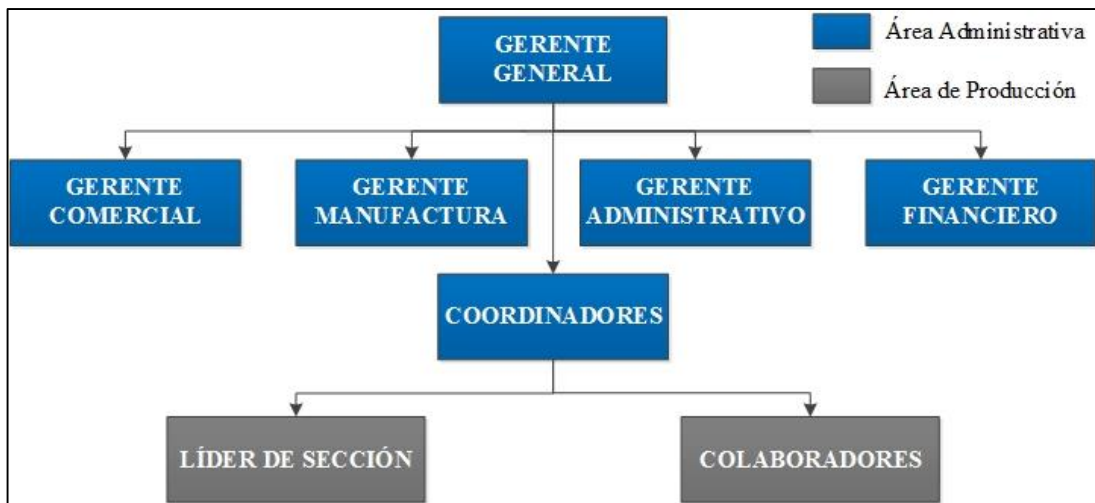 GERENTE
GENERAL
Área Administrativa
Área de Producción
GERENTE
COMERCIAL
GERENTE
MANUFACTURA
GERENTE
ADMINISTRATIVO
GERENTE
FINANCIERO
COORDINADORES
LÍDER DE SECCIÓN
COLABORADORES